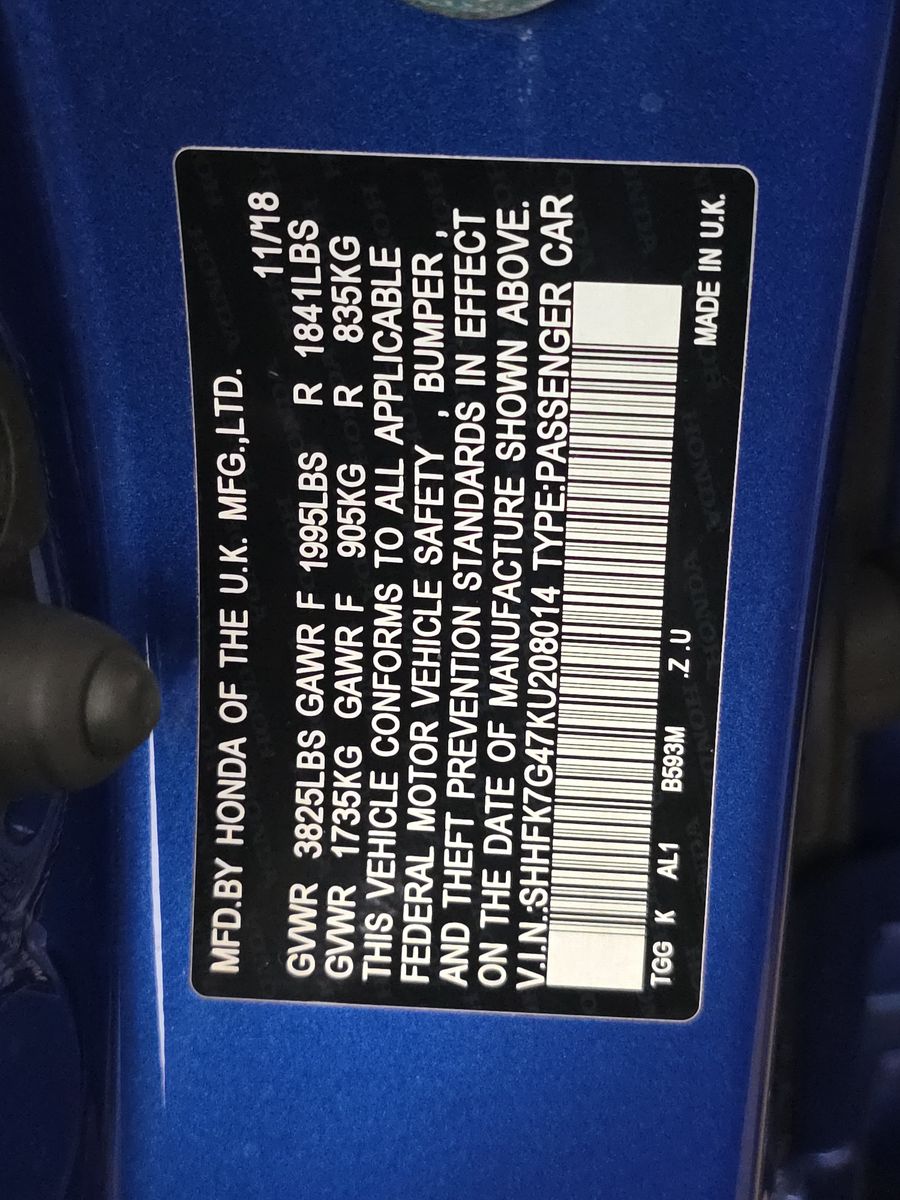 MFD.BY HONDA OF THE U.K. MFG.,LTD.
11/18
GVWR 3825LBS GAWR F 1995LBS R 1841LBS
GVWR 1735KG GAWR F 905KG R 835KG
THIS VEHICLE CONFORMS TO ALL APPLICABLE
FEDERAL MOTOR VEHICLE SAFETY , BUMPER ,
AND THEFT PREVENTION STANDARDS IN EFFECT
ON THE DATE OF MANUFACTURE SHOWN ABOVE.
V.I.N.:SHHFK7G47KU208014 TYPE:PASSENGER CAR
TGG K AL1 B593M .Z .U
MADE IN U.K.